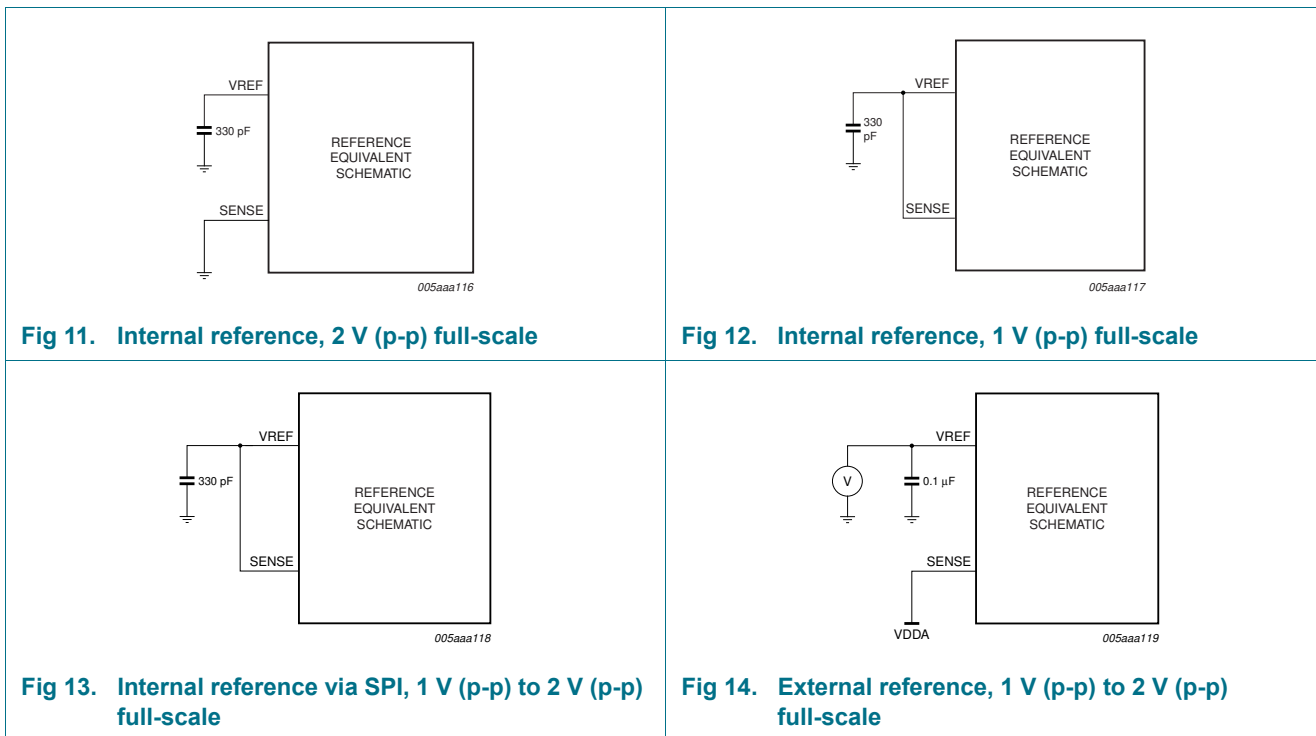 VREF
330 pF
REFERENCE
EQUIVALENT
SCHEMATIC
SENSE
005aaa116
Fig 11. Internal reference, 2 V (p-p) full-scale
VREF
330
pF
REFERENCE
EQUIVALENT
SCHEMATIC
SENSE
005aaa117
Fig 12. Internal reference, 1 V (p-p) full-scale
VREF
330 pF
REFERENCE
EQUIVALENT
SCHEMATIC
SENSE
005aaa118
Fig 13. Internal reference via SPI, 1 V (p-p) to 2 V (p-p)
full-scale
VREF
V
0.1 μF
REFERENCE
EQUIVALENT
SCHEMATIC
SENSE
VDDA
005aaa119
Fig 14. External reference, 1 V (p-p) to 2 V (p-p)
full-scale